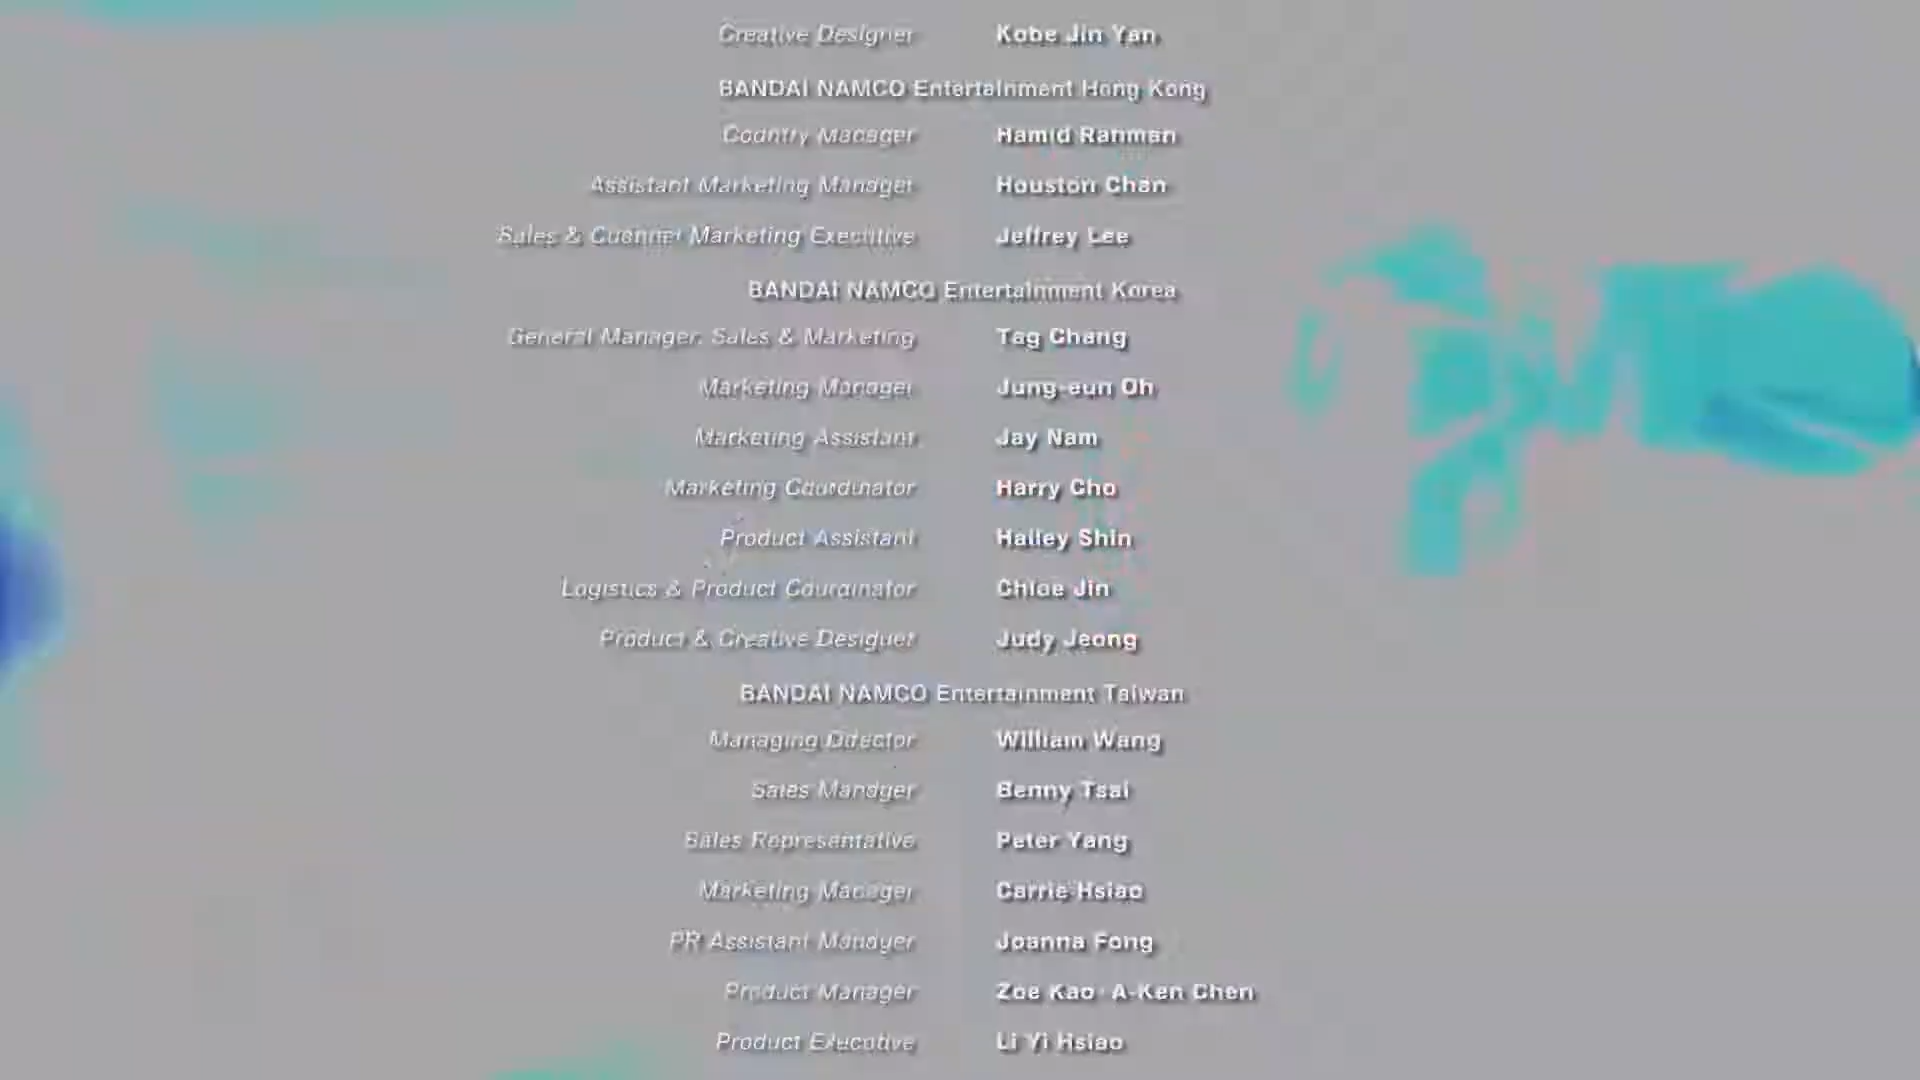 Creative Designer Kobe Jin Yan
BANDAI NAMCO Entertainment Hong Kong
Country Manager Hamid Rahman
Assistant Marketing Manager Houston Chan
Sales & Channel Marketing Executive Jeffrey Lee
BANDAI NAMCO Entertainment Korea
General Manager, Sales & Marketing Tag Chang
Marketing Manager Jung-eun Oh
Marketing Assistant Jay Nam
Marketing Coordinator Harry Cho
Product Assistant Hailey Shin
Logistics & Product Coordinator Chloe Jin
Product & Creative Designer Judy Jeong
BANDAI NAMCO Entertainment Taiwan
Managing Director William Wang
Sales Manager Benny Tsai
Sales Representative Peter Yang
Marketing Manager Carrie Hsiao
PR Assistant Manager Joanna Fong
Product Manager Zoe Kao · A-Ken Chen
Product Executive Li Yi Hsiao